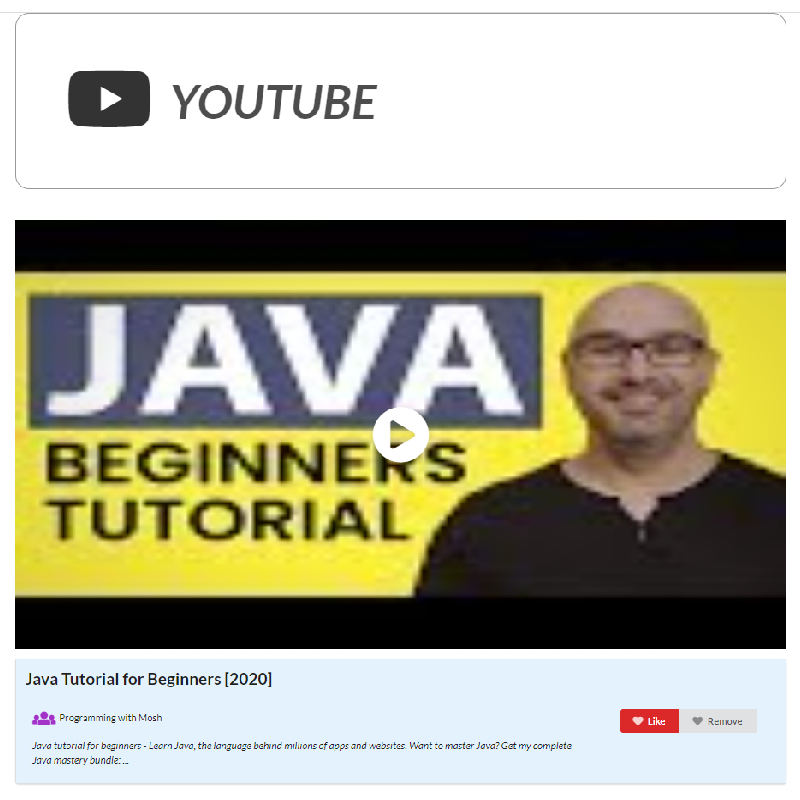 YOUTUBE
JAVA
BEGINNERS
TUTORIAL
Java Tutorial for Beginners [2020]
Programming with Mosh
Like
Remove
Java tutorial for beginners - Learn Java, the language behind millions of apps and websites. Want to master Java? Get my complete
Java mastery bundle: ...